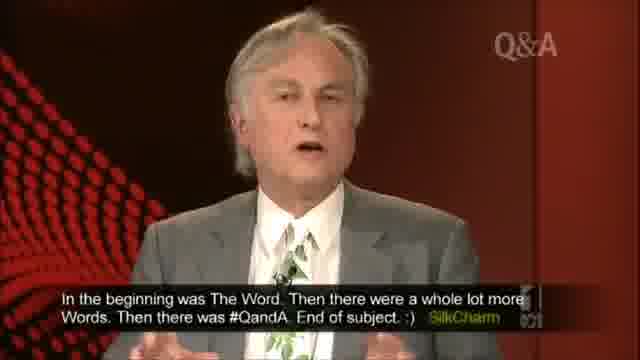 Q&A
In the beginning was The Word. Then there were a whole lot more
Words. Then there was #QandA. End of subject. :) SilkCharm